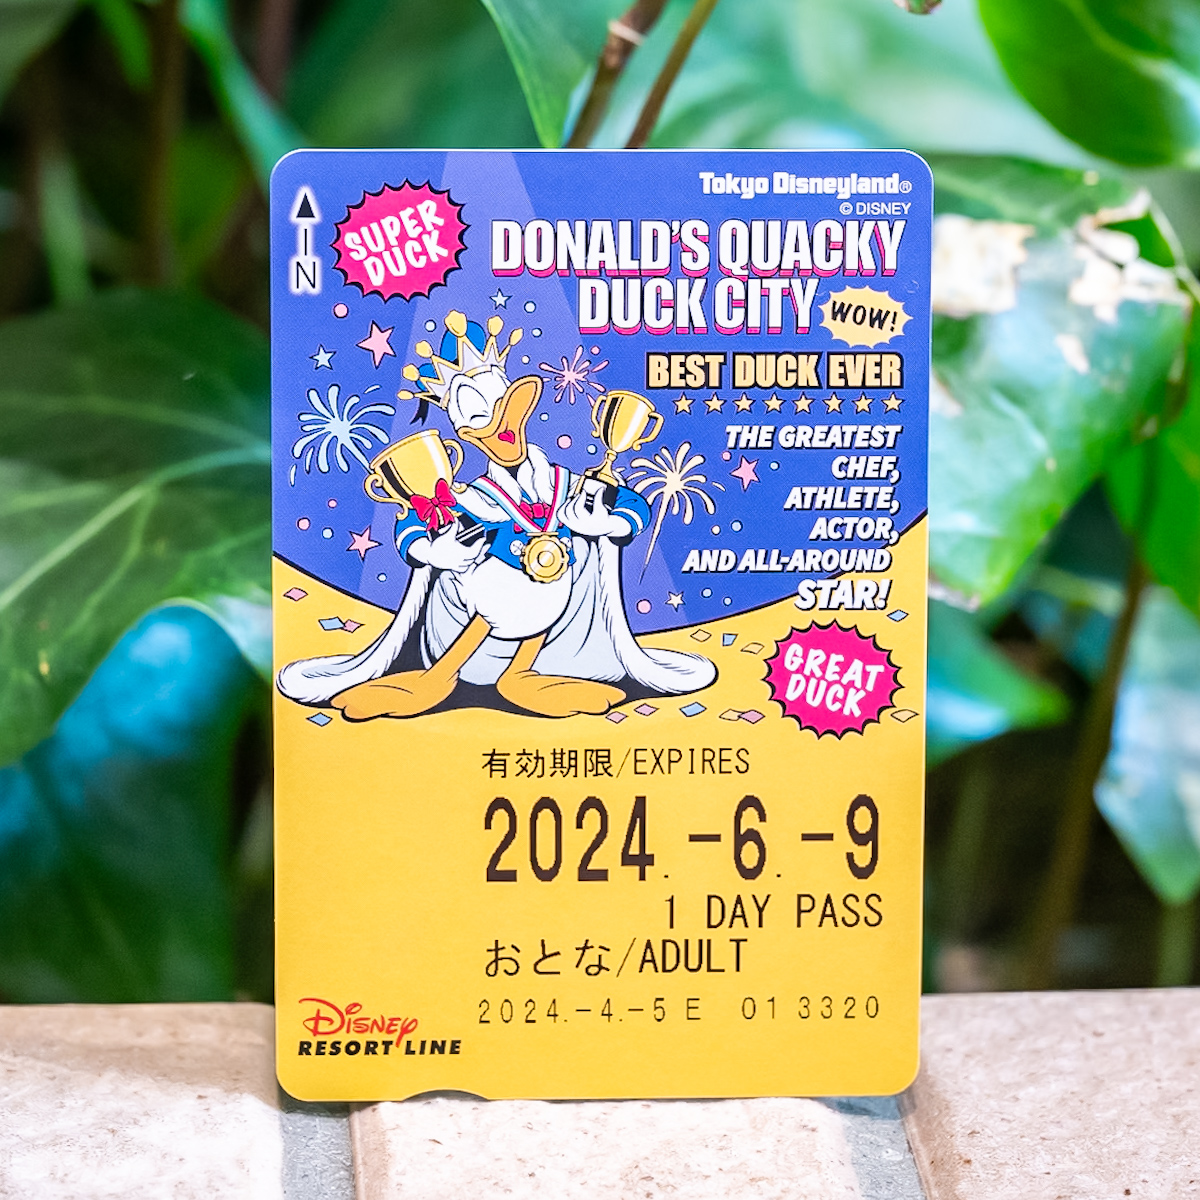 Tokyo Disneyland®
© DISNEY
N
SUPER
DUCK
DONALD'S QUACKY
DUCK CITY
WOW!
BEST DUCK EVER
THE GREATEST
CHEF,
ATHLETE,
ACTOR,
AND ALL-AROUND
STAR!
GREAT
DUCK
有効期限/EXPIRES
2024.-6.-9
1 DAY PASS
おとな/ADULT
2024.-4.-5 E 01 3320
Disney
RESORT LINE